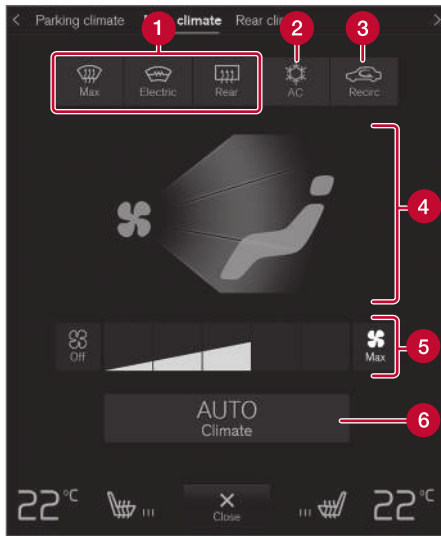 Parking climate climate Rear cli
1 2 3
Max Electric Rear AC Recirc
4
Off Max 5
AUTO 6
Climate
22°C 22°C
Close